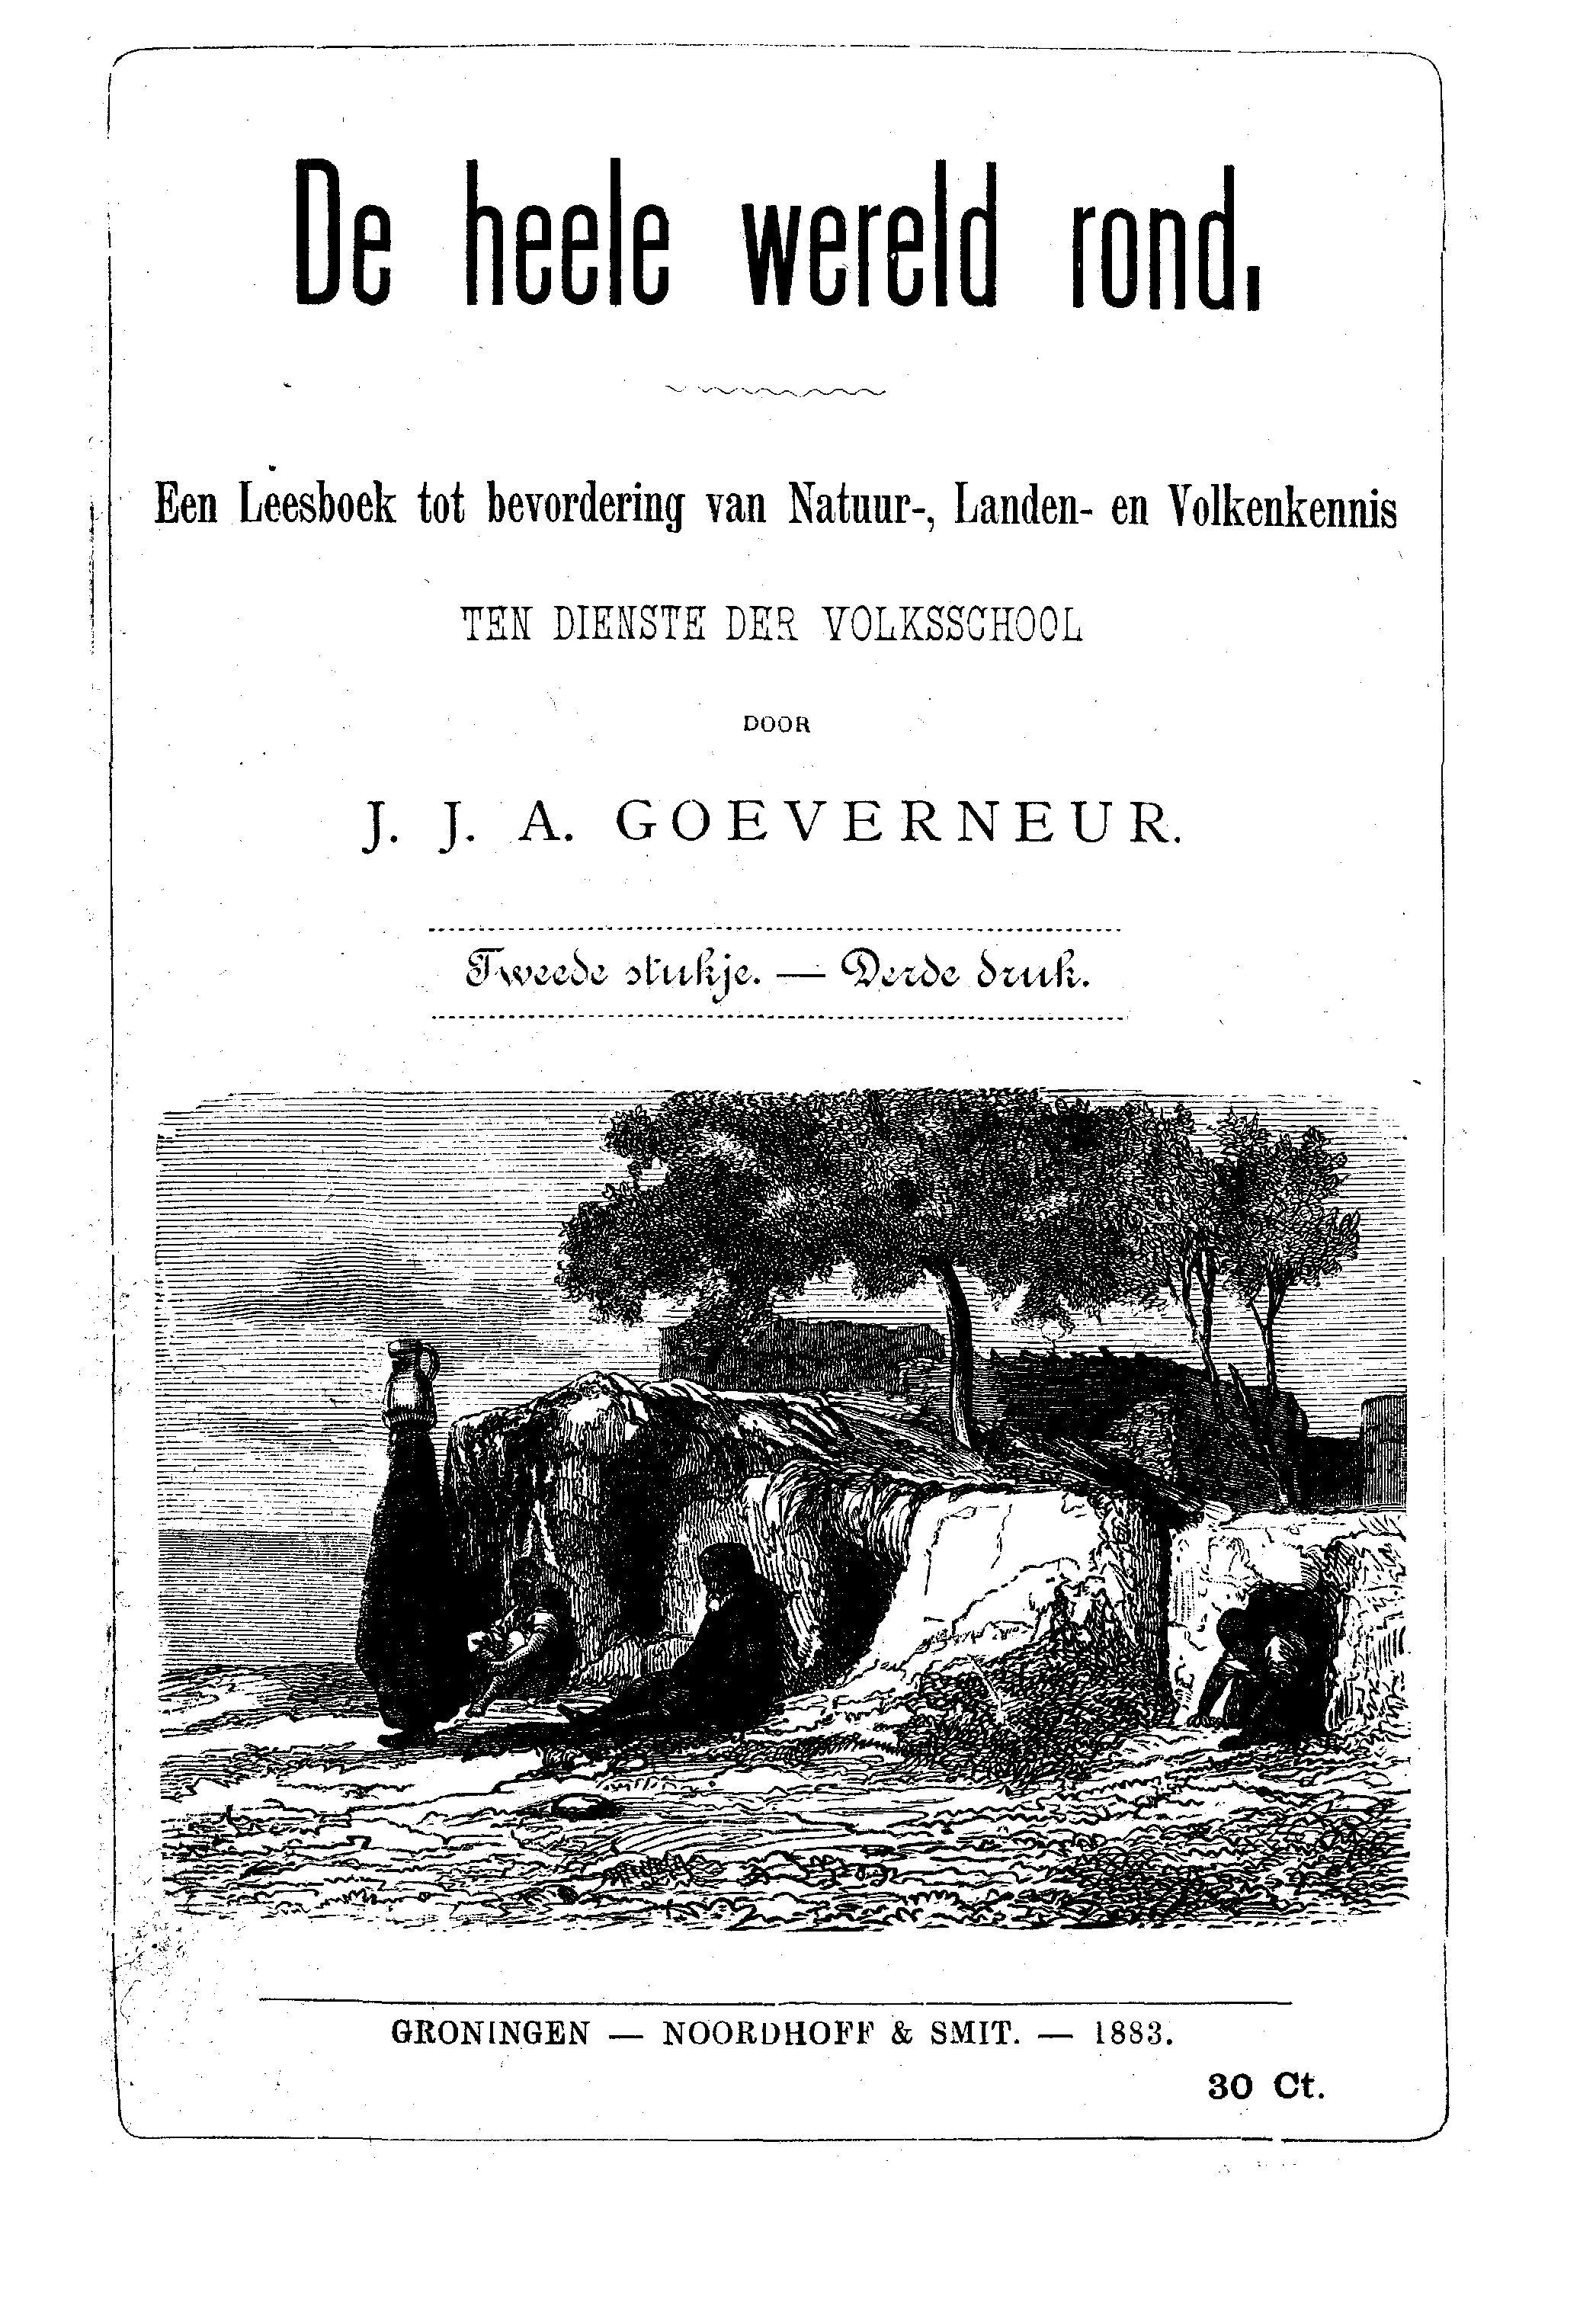 De heele wereld rond.
Een Leesboek tot bevordering van Natuur-, Landen- en Volkenkennis
TEN DIENSTE DER VOLKSSCHOOL
DOOR
J. J. A. GOEVERNEUR.
Tweede stukje. — Derde druk.
GRONINGEN — NOORDHOFF & SMIT. — 1883.
30 Ct.